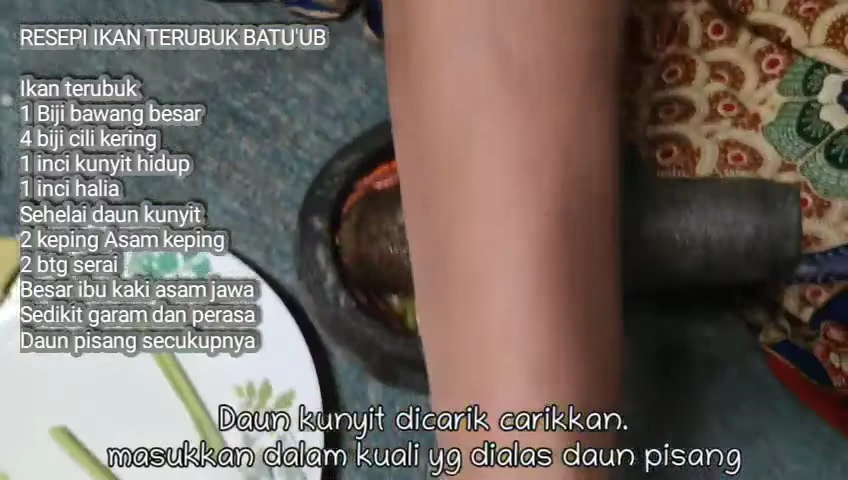 RESEPI IKAN TERUBUK BATU'UB
Ikan terubuk
1 Biji bawang besar
4 biji cili kering
1 inci kunyit hidup
1 inci halia
Sehelai daun kunyit
2 keping Asam keping
2 btg serai
Besar ibu kaki asam jawa
Sedikit garam dan perasa
Daun pisang secukupnya
Daun kunyit dicarik carikkan.
masukkan dalam kuali yg dialas daun pisang